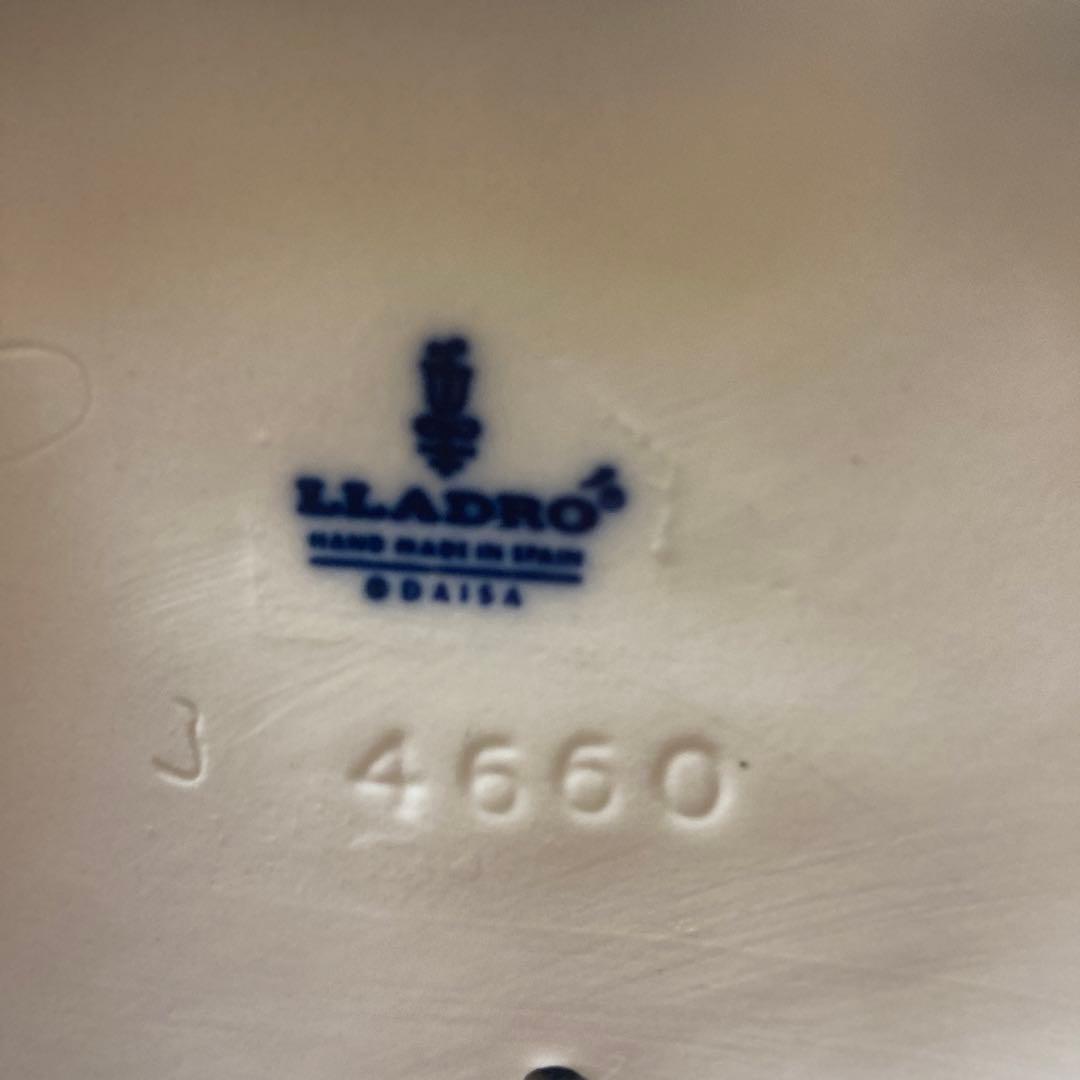 LLADRÓ®
HAND MADE IN SPAIN
© DAISA
J 4660